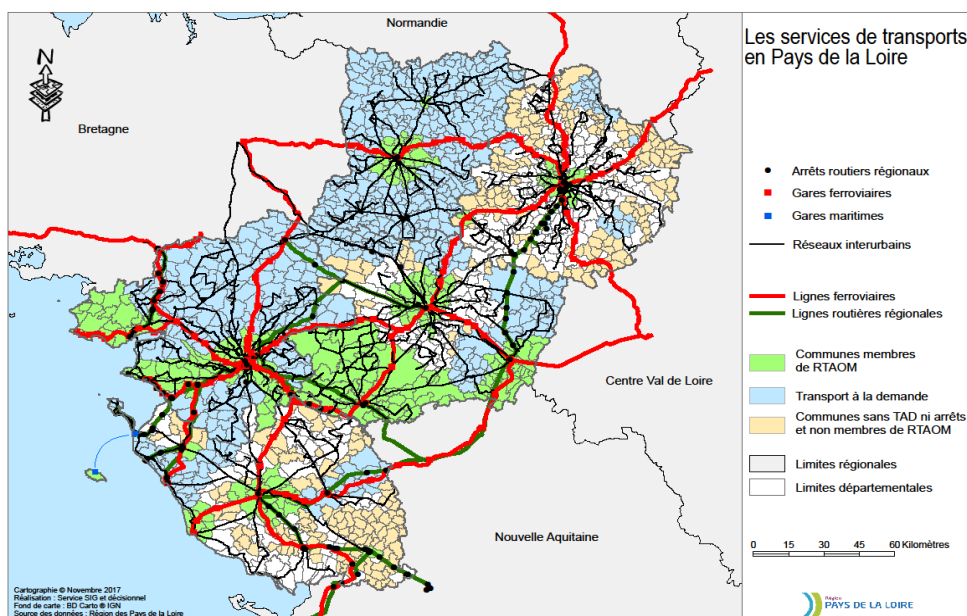 Les services de transports
en Pays de la Loire
Normandie
Bretagne
N
Centre Val de Loire
Nouvelle Aquitaine
Arrêts routiers régionaux
Gares ferroviaires
Gares maritimes
Réseaux interurbains
Lignes ferroviaires
Lignes routières régionales
Communes membres
de RTAOM
Transport à la demande
Communes sans TAD ni arrêts
et non membres de RTAOM
Limites régionales
Limites départementales
0 15 30 60 Kilomètres
Cartographie © Novembre 2017
Réalisation : Service SIG et décisionnel
Fond de carte : BD Carto ® IGN
Source des données : Région des Pays de la Loire
Région
PAYS DE LA LOIRE